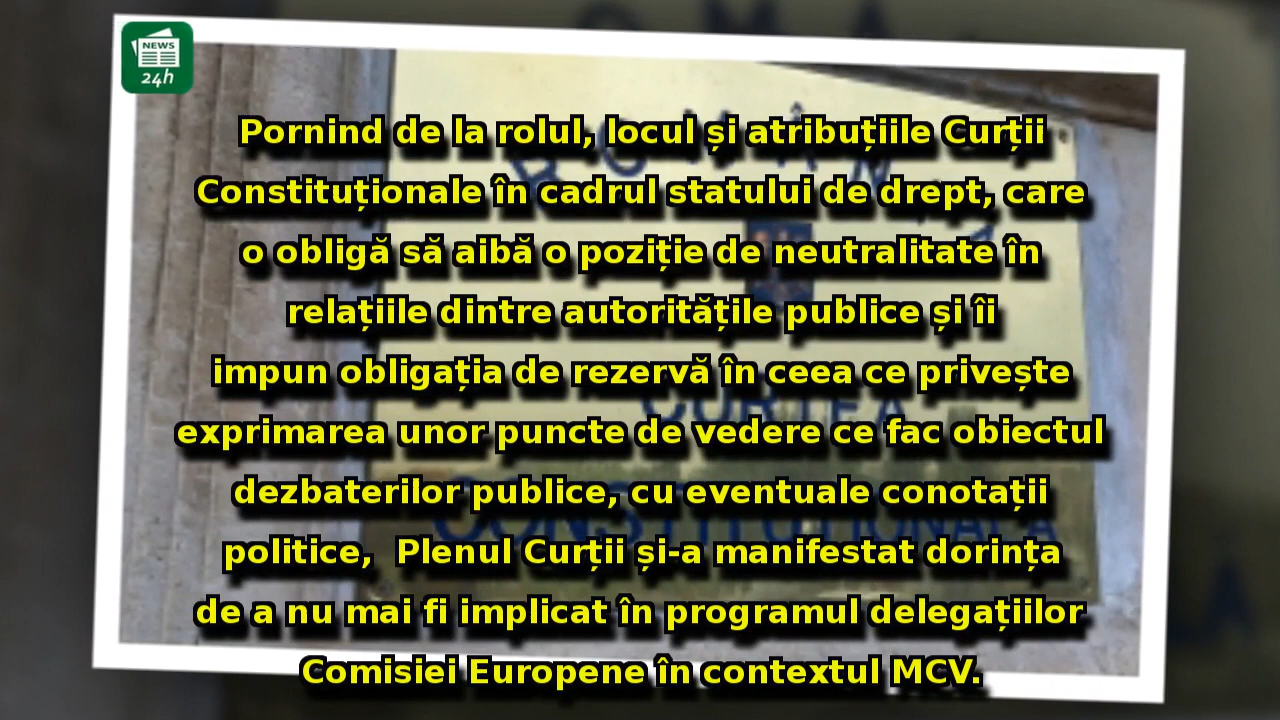 NEWS
24h
Pornind de la rolul, locul și atribuțiile Curții
Constituționale în cadrul statului de drept, care
o obligă să aibă o poziție de neutralitate în
relațiile dintre autoritățile publice și îi
impun obligația de rezervă în ceea ce privește
exprimarea unor puncte de vedere ce fac obiectul
dezbaterilor publice, cu eventuale conotații
politice,  Plenul Curții și-a manifestat dorința
de a nu mai fi implicat în programul delegațiilor
Comisiei Europene în contextul MCV.
CURTEA
CONSTITUȚIONALĂ